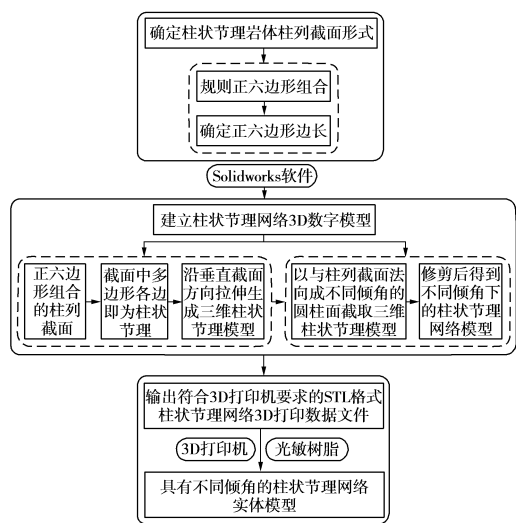 确定柱状节理岩体柱列截面形式
规则正六边形组合
确定正六边形边长
Solidworks软件
建立柱状节理网络3D数字模型
正六边
形组合
的柱列
截面
截面中多
边形各边
即为柱状
节理
沿垂直截面
方向拉伸生
成三维柱状
节理模型
以与柱列截面法
向成不同倾角的
圆柱面截取三维
柱状节理模型
修剪后得到
不同倾角下
的柱状节理
网络模型
输出符合3D打印机要求的STL格式
柱状节理网络3D打印数据文件
3D打印机
光敏树脂
具有不同倾角的柱状节理网络
实体模型